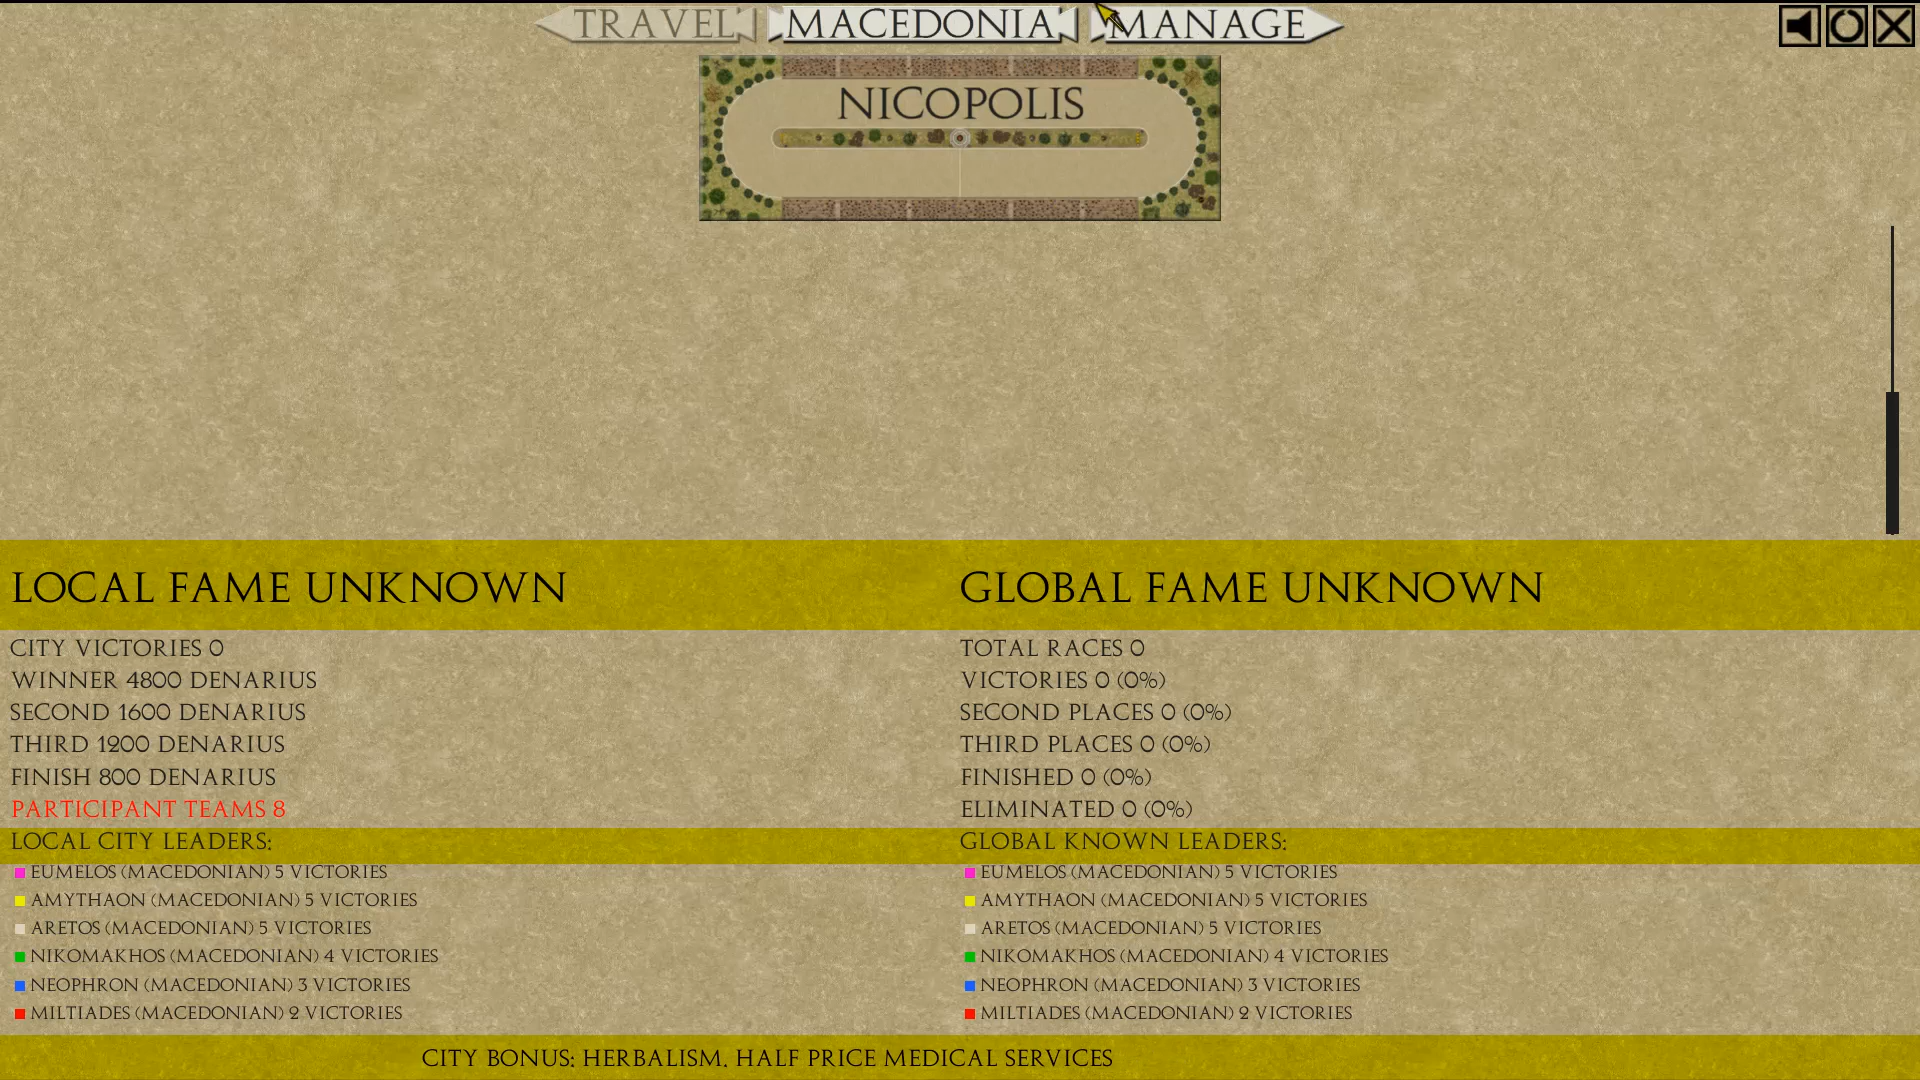 TRAVEL MACEDONIA MANAGE
NICOPOLIS
LOCAL FAME UNKNOWN
CITY VICTORIES 0
WINNER 4800 DENARIUS
SECOND 1600 DENARIUS
THIRD 1200 DENARIUS
FINISH 800 DENARIUS
PARTICIPANT TEAMS 8
LOCAL CITY LEADERS:
EUMELOS (MACEDONIAN) 5 VICTORIES
AMYTHAON (MACEDONIAN) 5 VICTORIES
ARETOS (MACEDONIAN) 5 VICTORIES
NIKOMAKHOS (MACEDONIAN) 4 VICTORIES
NEOPHRON (MACEDONIAN) 3 VICTORIES
MILTIADES (MACEDONIAN) 2 VICTORIES
GLOBAL FAME UNKNOWN
TOTAL RACES 0
VICTORIES 0 (0%)
SECOND PLACES 0 (0%)
THIRD PLACES 0 (0%)
FINISHED 0 (0%)
ELIMINATED 0 (0%)
GLOBAL KNOWN LEADERS:
EUMELOS (MACEDONIAN) 5 VICTORIES
AMYTHAON (MACEDONIAN) 5 VICTORIES
ARETOS (MACEDONIAN) 5 VICTORIES
NIKOMAKHOS (MACEDONIAN) 4 VICTORIES
NEOPHRON (MACEDONIAN) 3 VICTORIES
MILTIADES (MACEDONIAN) 2 VICTORIES
CITY BONUS: HERBALISM. HALF PRICE MEDICAL SERVICES